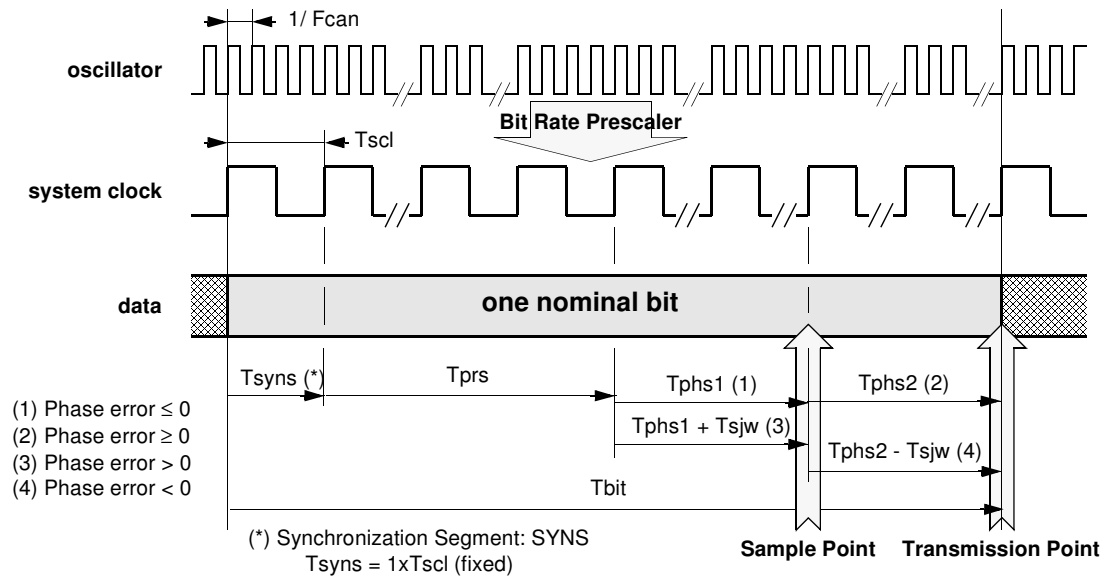 1/ Fcan
oscillator
Bit Rate Prescaler
Tscl
system clock
data
one nominal bit
Tsyns (*)
Tprs
Tphs1 (1)
Tphs2 (2)
(1) Phase error ≤ 0
(2) Phase error ≥ 0
(3) Phase error > 0
(4) Phase error < 0
Tphs1 + Tsjw (3)
Tphs2 - Tsjw (4)
Tbit
(*) Synchronization Segment: SYNS
Tsyns = 1xTscl (fixed)
Sample Point
Transmission Point